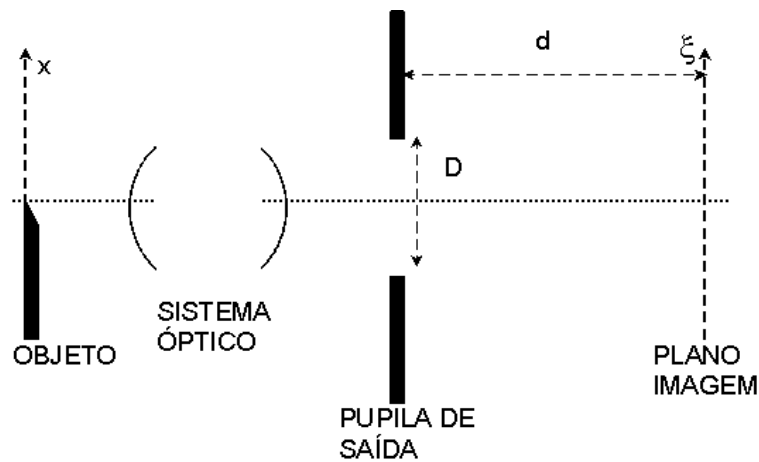 d
ξ
x
D
SISTEMA
ÓPTICO
OBJETO
PLANO
IMAGEM
PUPILA DE
SAÍDA